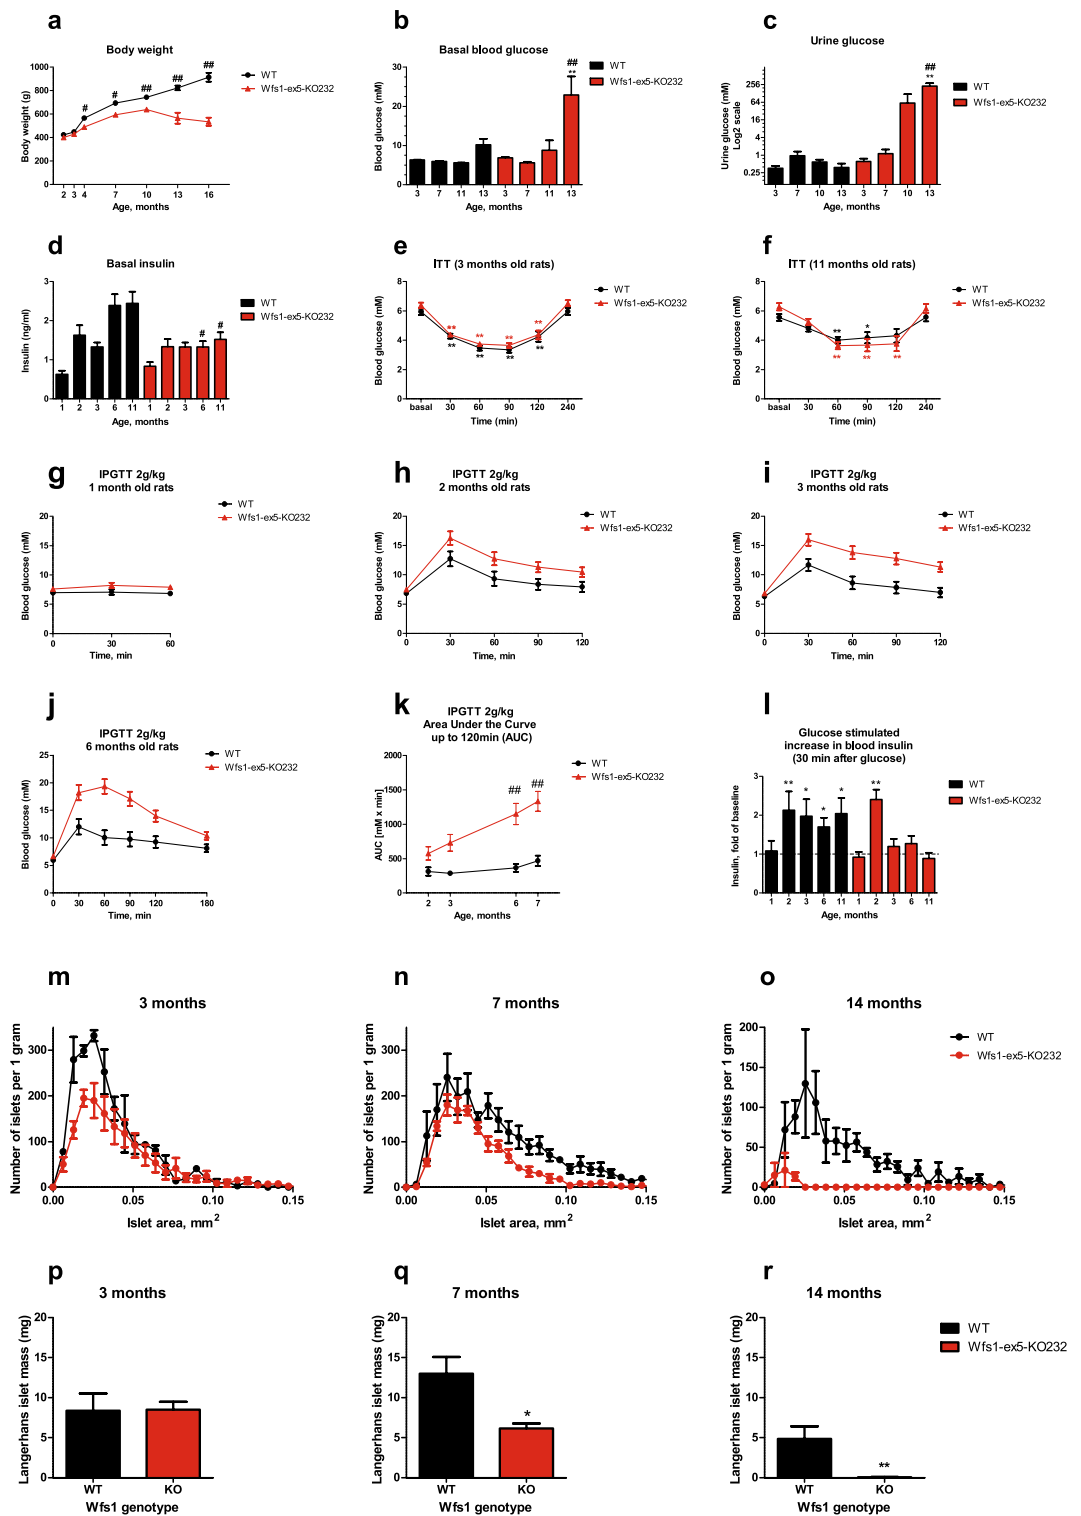 a
Body weight
Body weight (g)
1000
800
600
400
200
0
# # ## ## ##
2 3 4 7 10 13 16
Age, months
WT
Wfs1-ex5-KO232
b
Basal blood glucose
Blood glucose (mM)
30
20
10
0
##
**
3 7 11 13 3 7 11 13
Age, months
WT
Wfs1-ex5-KO232
c
Urine glucose
Urine glucose (mM)
Log2 scale
256
64
16
4
1
0.25
##
**
3 7 10 13 3 7 10 13
Age, months
WT
Wfs1-ex5-KO232
d
Basal insulin
Insulin (ng/ml)
3
2
1
0
# #
1 2 3 6 11 1 2 3 6 11
Age, months
WT
Wfs1-ex5-KO232
e
ITT (3 months old rats)
Blood glucose (mM)
8
6
4
2
0
** ** ** **
** ** ** **
basal 30 60 90 120 240
Time (min)
WT
Wfs1-ex5-KO232
f
ITT (11 months old rats)
Blood glucose (mM)
8
6
4
2
0
** *
** ** **
basal 30 60 90 120 240
Time (min)
WT
Wfs1-ex5-KO232
g
IPGTT 2g/kg
1 month old rats
Blood glucose (mM)
20
15
10
5
0
0 30 60
Time, min
WT
Wfs1-ex5-KO232
h
IPGTT 2g/kg
2 months old rats
Blood glucose (mM)
20
15
10
5
0
0 30 60 90 120
Time, min
WT
Wfs1-ex5-KO232
i
IPGTT 2g/kg
3 months old rats
Blood glucose (mM)
20
15
10
5
0
0 30 60 90 120
Time, min
WT
Wfs1-ex5-KO232
j
IPGTT 2g/kg
6 months old rats
Blood glucose (mM)
25
20
15
10
5
0
0 30 60 90 120 180
Time, min
WT
Wfs1-ex5-KO232
k
IPGTT 2g/kg
Area Under the Curve
up to 120min (AUC)
AUC [mM x min]
2000
1500
1000
500
0
## ##
2 3 6 7
Age, months
WT
Wfs1-ex5-KO232
l
Glucose stimulated
increase in blood insulin
(30 min after glucose)
Insulin, fold of baseline
3
2
1
0
** * * * **
1 2 3 6 11 1 2 3 6 11
Age, months
WT
Wfs1-ex5-KO232
m
3 months
Number of islets per 1 gram
300
200
100
0
0.00 0.05 0.10 0.15
Islet area, mm2
n
7 months
Number of islets per 1 gram
300
200
100
0
0.00 0.05 0.10 0.15
Islet area, mm2
o
14 months
Number of islets per 1 gram
200
150
100
50
0
0.00 0.05 0.10 0.15
Islet area, mm2
WT
Wfs1-ex5-KO232
p
3 months
Langerhans islet mass (mg)
20
15
10
5
0
WT KO
Wfs1 genotype
q
7 months
Langerhans islet mass (mg)
20
15
10
5
0
*
WT KO
Wfs1 genotype
r
14 months
Langerhans islet mass (mg)
20
15
10
5
0
**
WT KO
Wfs1 genotype
WT
Wfs1-ex5-KO232